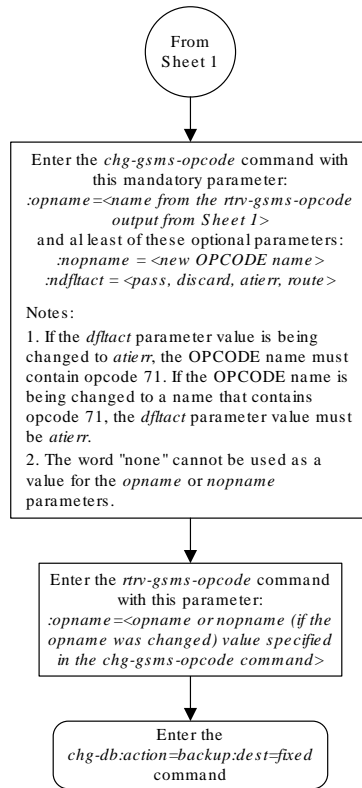 From
Sheet 1
Enter the chg-gsms-opcode command with
this mandatory parameter:
:opname=<name from the rtrv-gsms-opcode
output from Sheet 1>
and al least of these optional parameters:
:nopname = <new OPCODE name>
:ndfltact = <pass, discard, atierr, route>
Notes:
1. If the dfltact parameter value is being
changed to atierr, the OPCODE name must
contain opcode 71. If the OPCODE name is
being changed to a name that contains
opcode 71, the dfltact parameter value must
be atierr.
2. The word "none" cannot be used as a
value for the opname or nopname
parameters.
Enter the rtrv-gsms-opcode command
with this parameter:
:opname=<opname or nopname (if the
opname was changed) value specified
in the chg-gsms-opcode command>
Enter the
chg-db:action=backup:dest=fixed
command